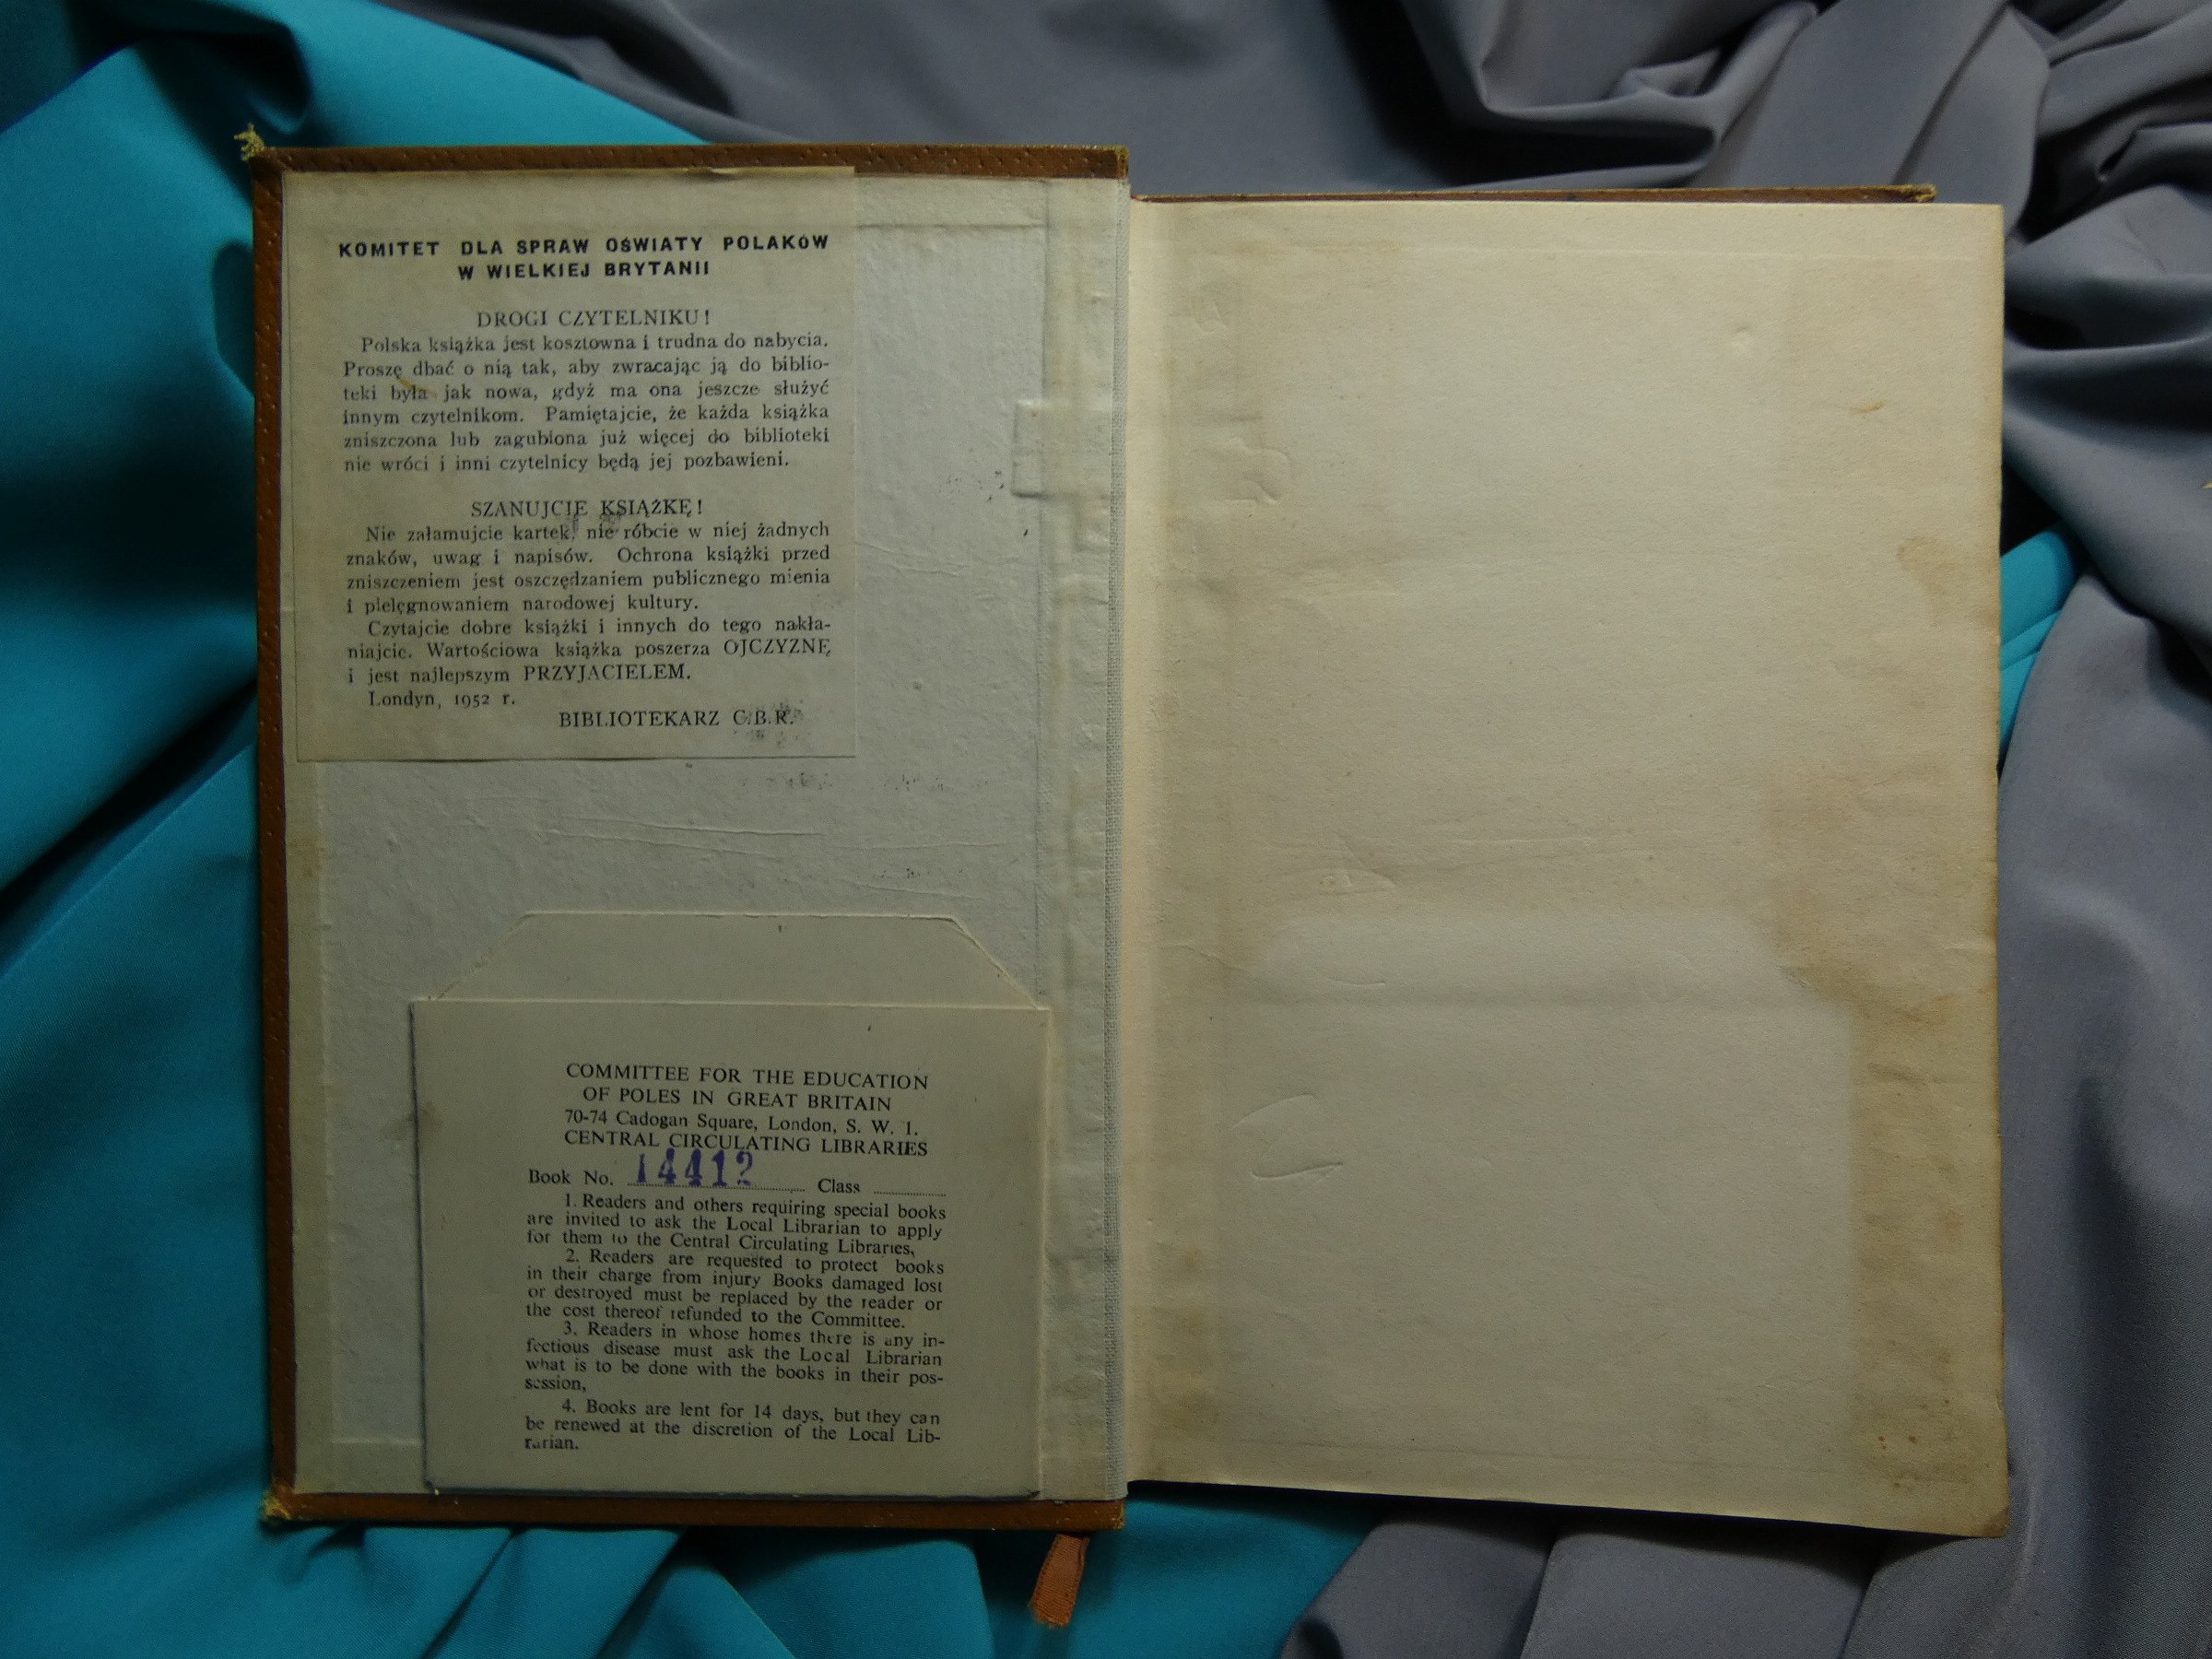 KOMITET DLA SPRAW OŚWIATY POLAKÓW
W WIELKIEJ BRYTANII
DROGI CZYTELNIKU!
Polska książka jest kosztowna i trudna do nabycia.
Proszę dbać o nią tak, aby zwracając ją do biblio-
teki była jak nowa, gdyż ma ona jeszcze służyć
innym czytelnikom. Pamiętajcie, że każda książka
zniszczona lub zagubiona już więcej do biblioteki
nie wróci i inni czytelnicy będą jej pozbawieni.
SZANUJCIE KSIĄŻKĘ!
Nie załamujcie kartek, nie róbcie w niej żadnych
znaków, uwag i napisów. Ochrona książki przed
zniszczeniem jest oszczędzaniem publicznego mienia
i pielęgnowaniem narodowej kultury.
Czytajcie dobre książki i innych do tego nakła-
niajcie. Wartościowa książka poszerza OJCZYZNĘ
i jest najlepszym PRZYJACIELEM.
Londyn, 1952 r.
BIBLIOTEKARZ C.B.R.
COMMITTEE FOR THE EDUCATION
OF POLES IN GREAT BRITAIN
70-74 Cadogan Square, London, S. W. 1.
CENTRAL CIRCULATING LIBRARIES
Book No. 14412 Class
1. Readers and others requiring special books
are invited to ask the Local Librarian to apply
for them to the Central Circulating Libraries,
2. Readers are requested to protect books
in their charge from injury Books damaged lost
or destroyed must be replaced by the reader or
the cost thereof refunded to the Committee.
3. Readers in whose homes there is any in-
fectious disease must ask the Local Librarian
what is to be done with the books in their pos-
session,
4. Books are lent for 14 days, but they can
be renewed at the discretion of the Local Lib-
rarian.